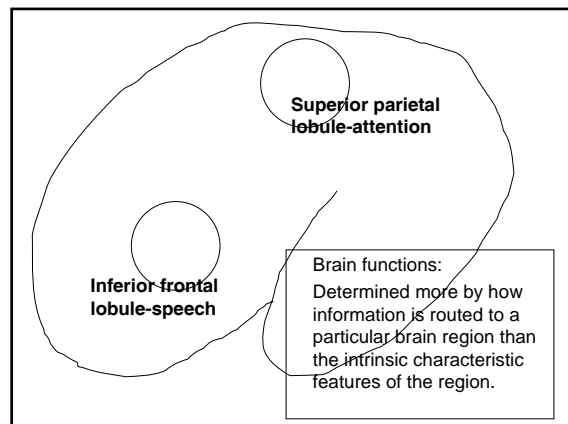 Superior parietal
lobule-attention
Inferior frontal
lobule-speech
Brain functions:
Determined more by how
information is routed to a
particular brain region than
the intrinsic characteristic
features of the region.